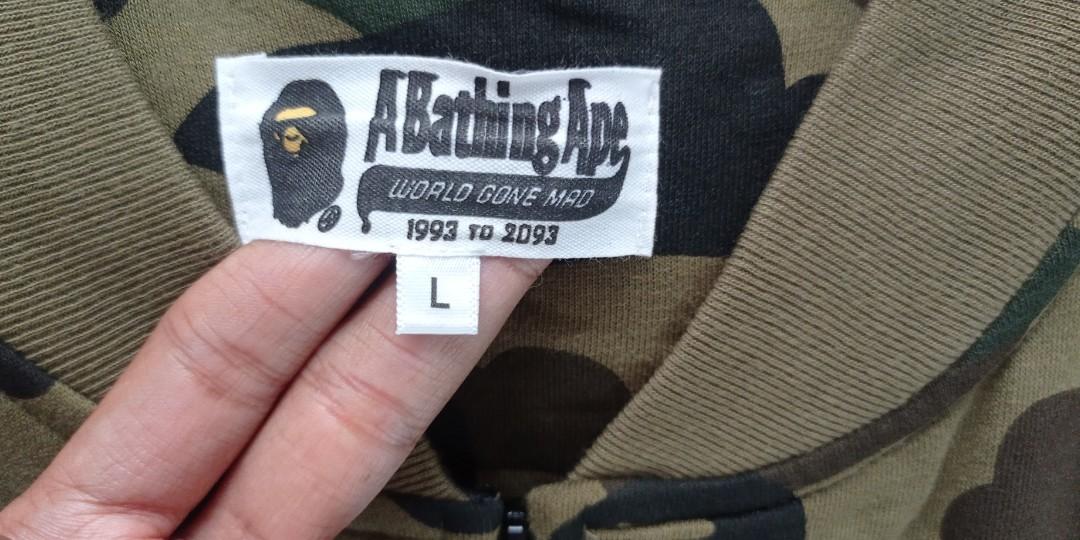 A Bathing Ape
WORLD GONE MAD
1993 TO 2093
®
L